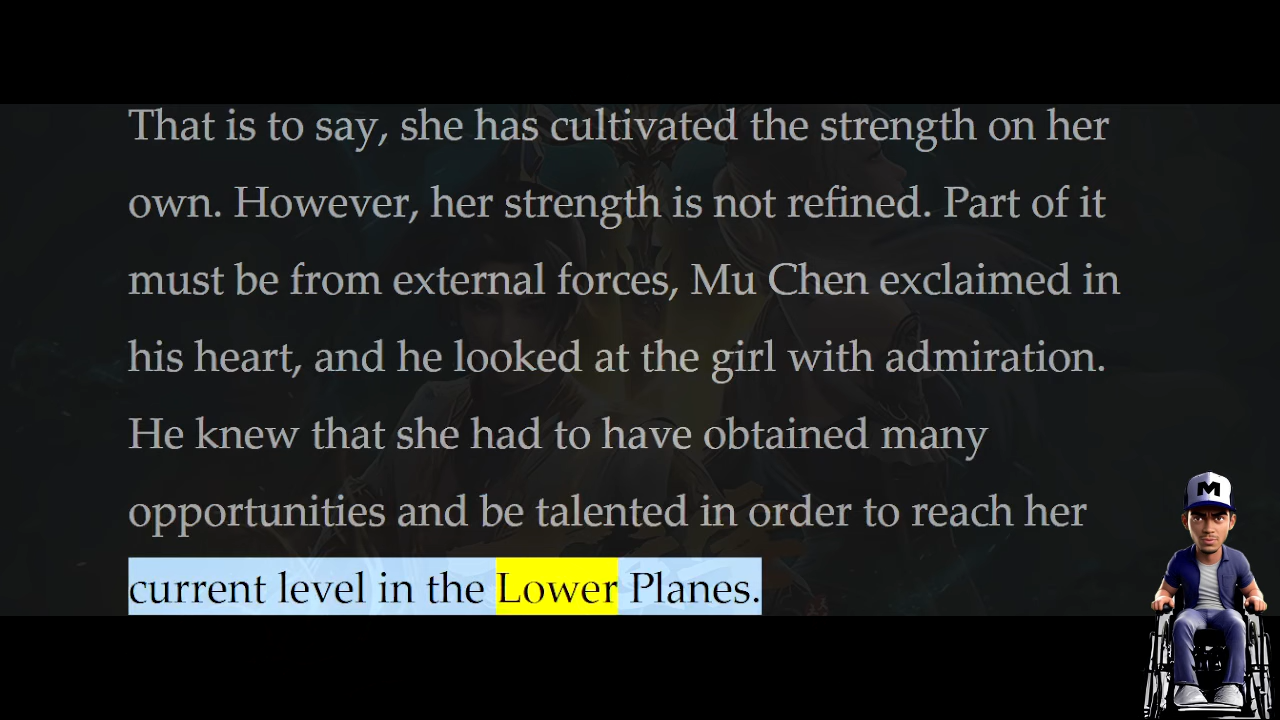 That is to say, she has cultivated the strength on her
own. However, her strength is not refined. Part of it
must be from external forces, Mu Chen exclaimed in
his heart, and he looked at the girl with admiration.
He knew that she had to have obtained many
opportunities and be talented in order to reach her
current level in the Lower Planes.
M